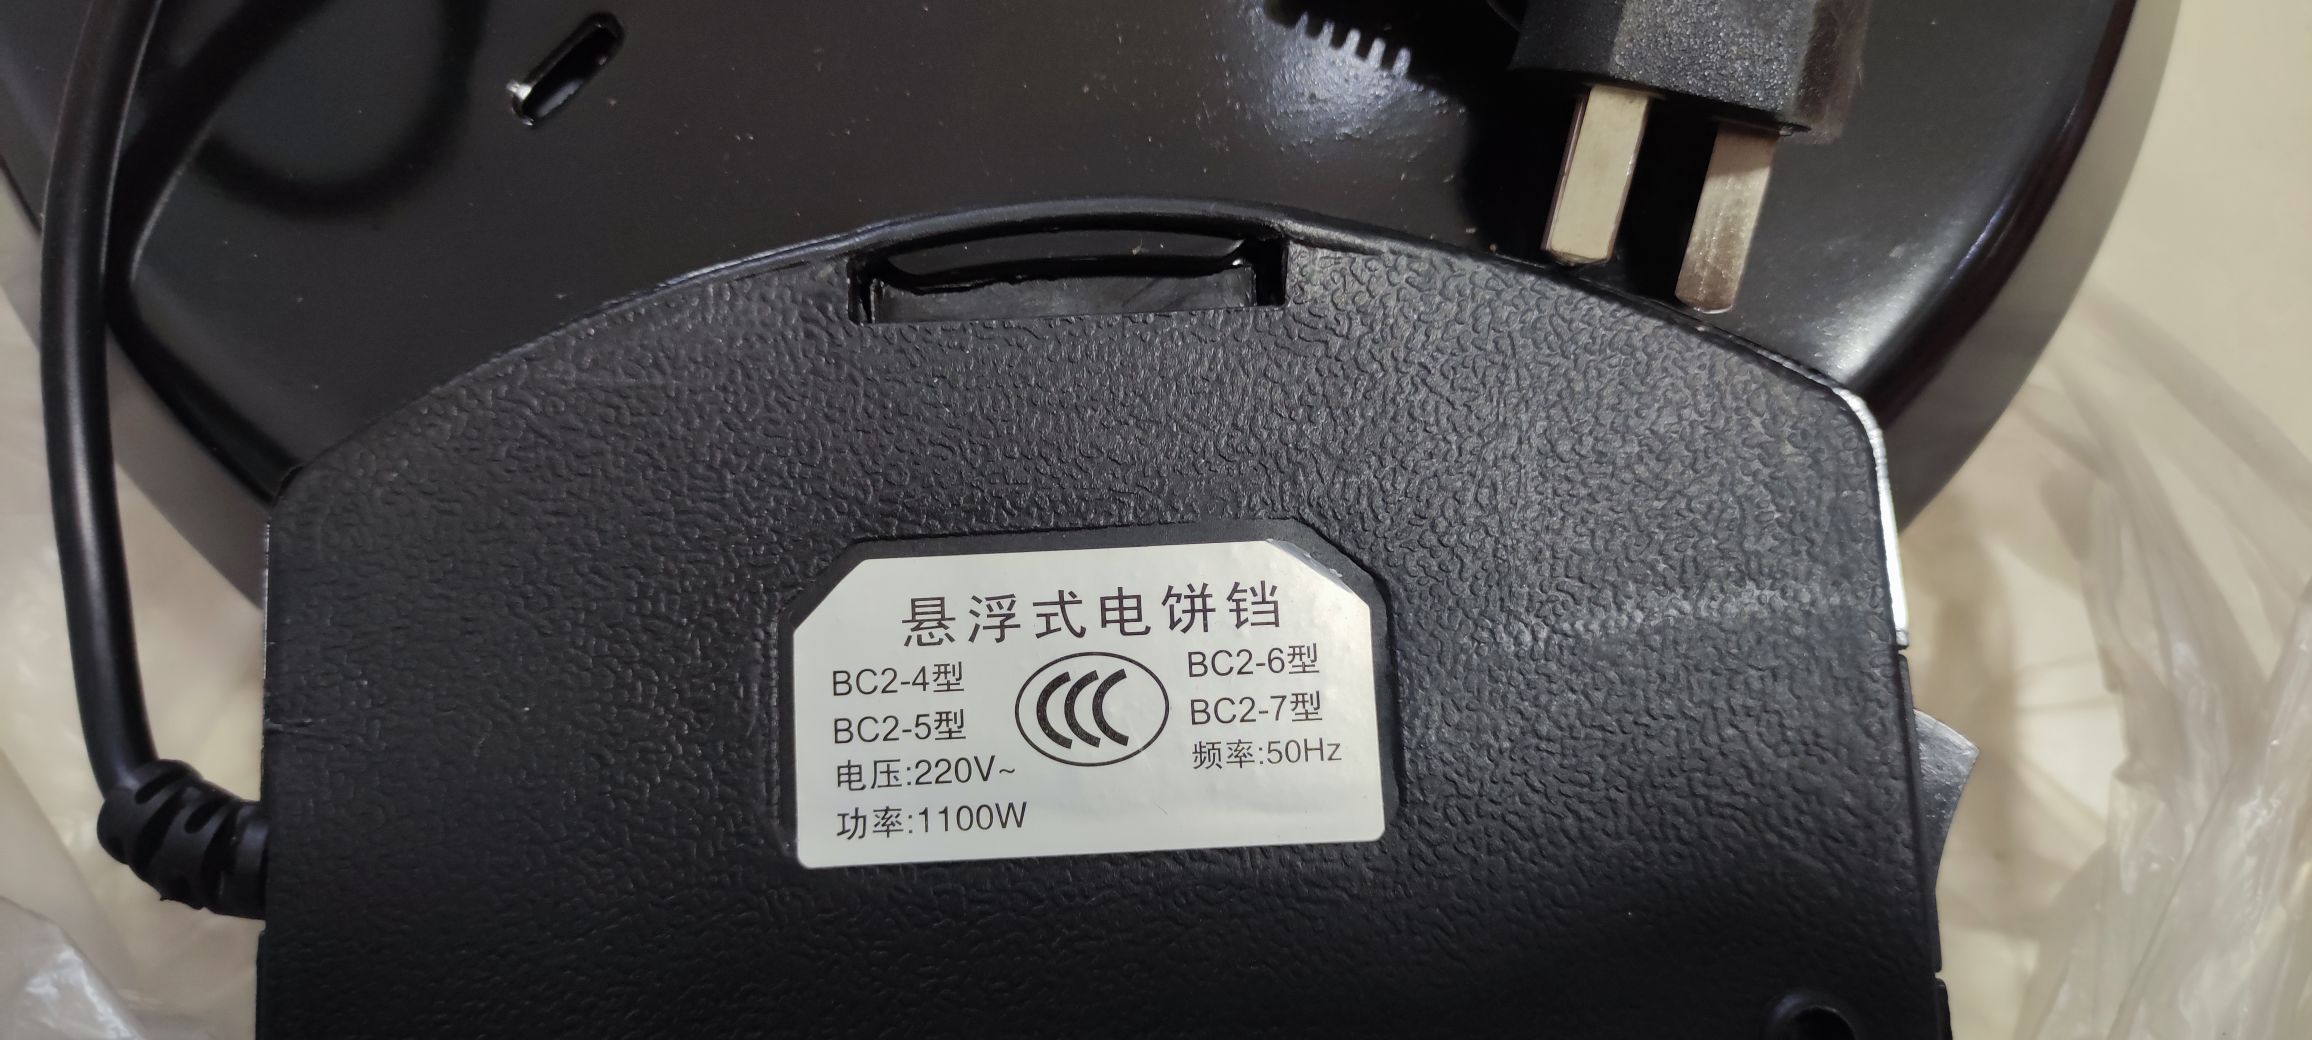 悬浮式电饼铛
BC2-4型
BC2-5型
电压:220V~
功率:1100W
CCC
BC2-6型
BC2-7型
频率:50Hz